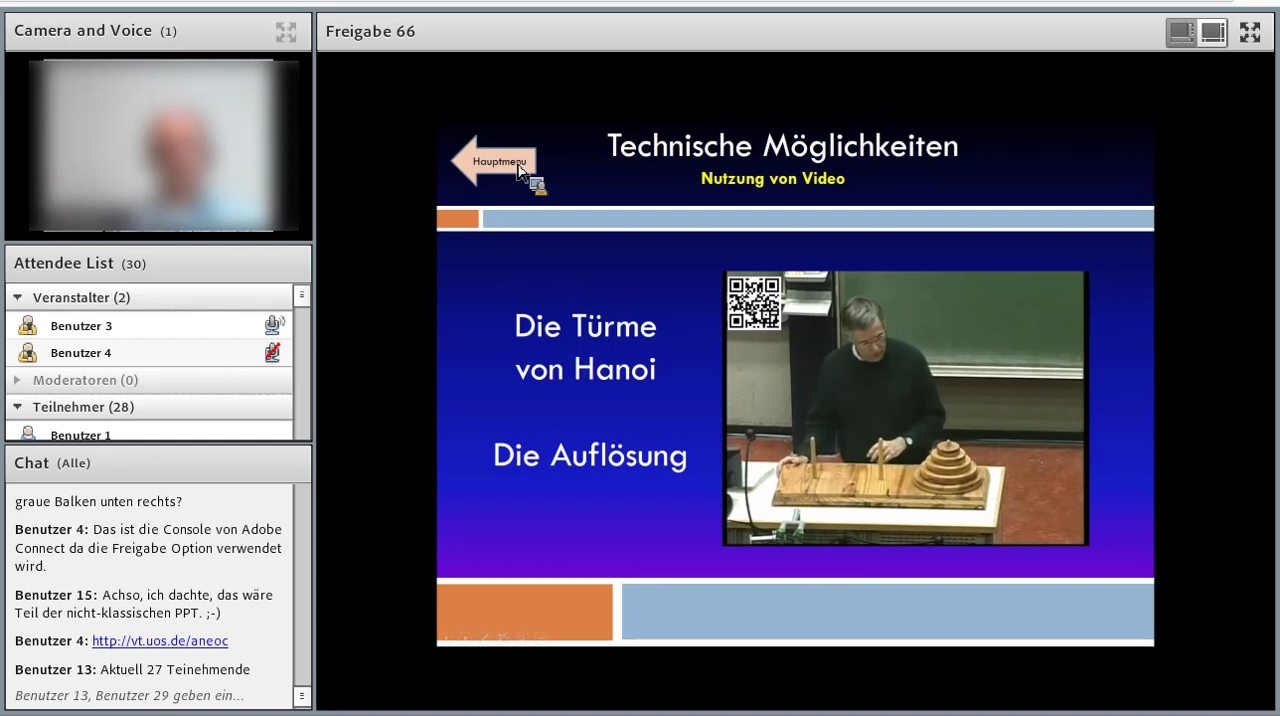 Camera and Voice (1)
Freigabe 66
Hauptmenu
Technische Möglichkeiten
Nutzung von Video
Die Türme
von Hanoi
Die Auflösung
Attendee List (30)
Veranstalter (2)
Benutzer 3
Benutzer 4
Moderatoren (0)
Teilnehmer (28)
Benutzer 1
Chat (Alle)
graue Balken unten rechts?
Benutzer 4: Das ist die Console von Adobe
Connect da die Freigabe Option verwendet
wird.
Benutzer 15: Achso, ich dachte, das wäre
Teil der nicht-klassischen PPT. ;-)
Benutzer 4: http://vt.uos.de/aneoc
Benutzer 13: Aktuell 27 Teinehmende
Benutzer 13, Benutzer 29 geben ein...